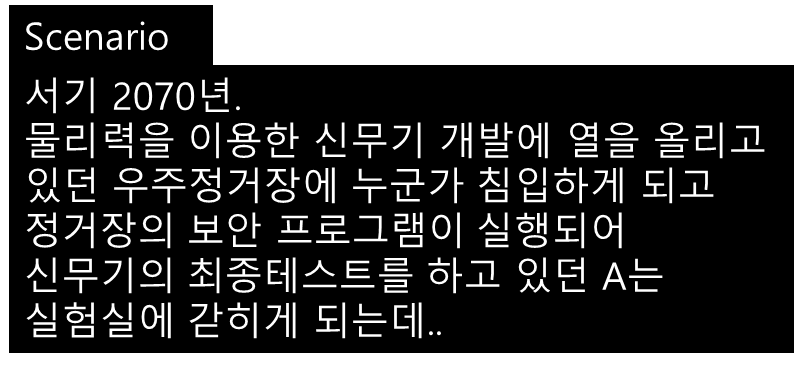 Scenario
서기 2070년.
물리력을 이용한 신무기 개발에 열을 올리고
있던 우주정거장에 누군가 침입하게 되고
정거장의 보안 프로그램이 실행되어
신무기의 최종테스트를 하고 있던 A는
실험실에 갇히게 되는데..